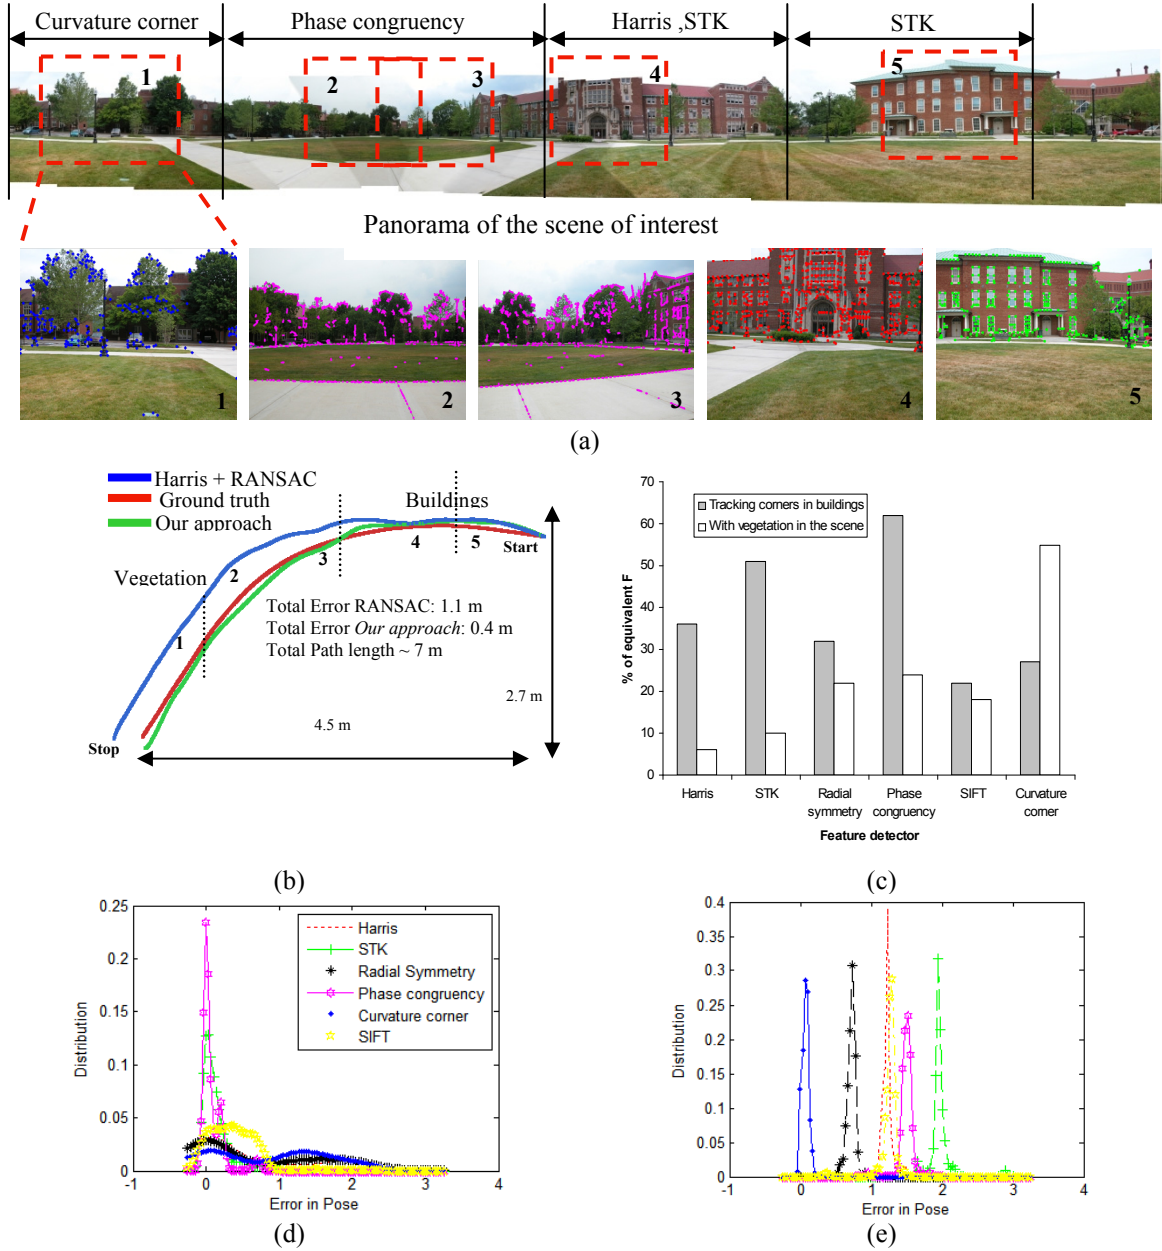 Curvature corner
Phase congruency
Harris ,STK
STK
1
2
3
4
5
Panorama of the scene of interest
1
2
3
4
5
(a)
Harris + RANSAC
Ground truth
Our approach
Buildings
Vegetation
1
2
3
4
5
Start
Stop
Total Error RANSAC: 1.1 m
Total Error Our approach: 0.4 m
Total Path length ~ 7 m
2.7 m
4.5 m
(b)
70
60
50
40
30
20
10
0
% of equivalent F
Tracking corners in buildings
With vegetation in the scene
Harris
STK
Radial
symmetry
Phase
congruency
SIFT
Curvature
corner
Feature detector
(c)
0.25
0.2
0.15
0.1
0.05
0
Distribution
Harris
STK
Radial Symmetry
Phase congruency
Curvature corner
SIFT
-1
0
1
2
3
4
Error in Pose
(d)
0.4
0.35
0.3
0.25
0.2
0.15
0.1
0.05
0
Distribution
-1
0
1
2
3
4
Error in Pose
(e)